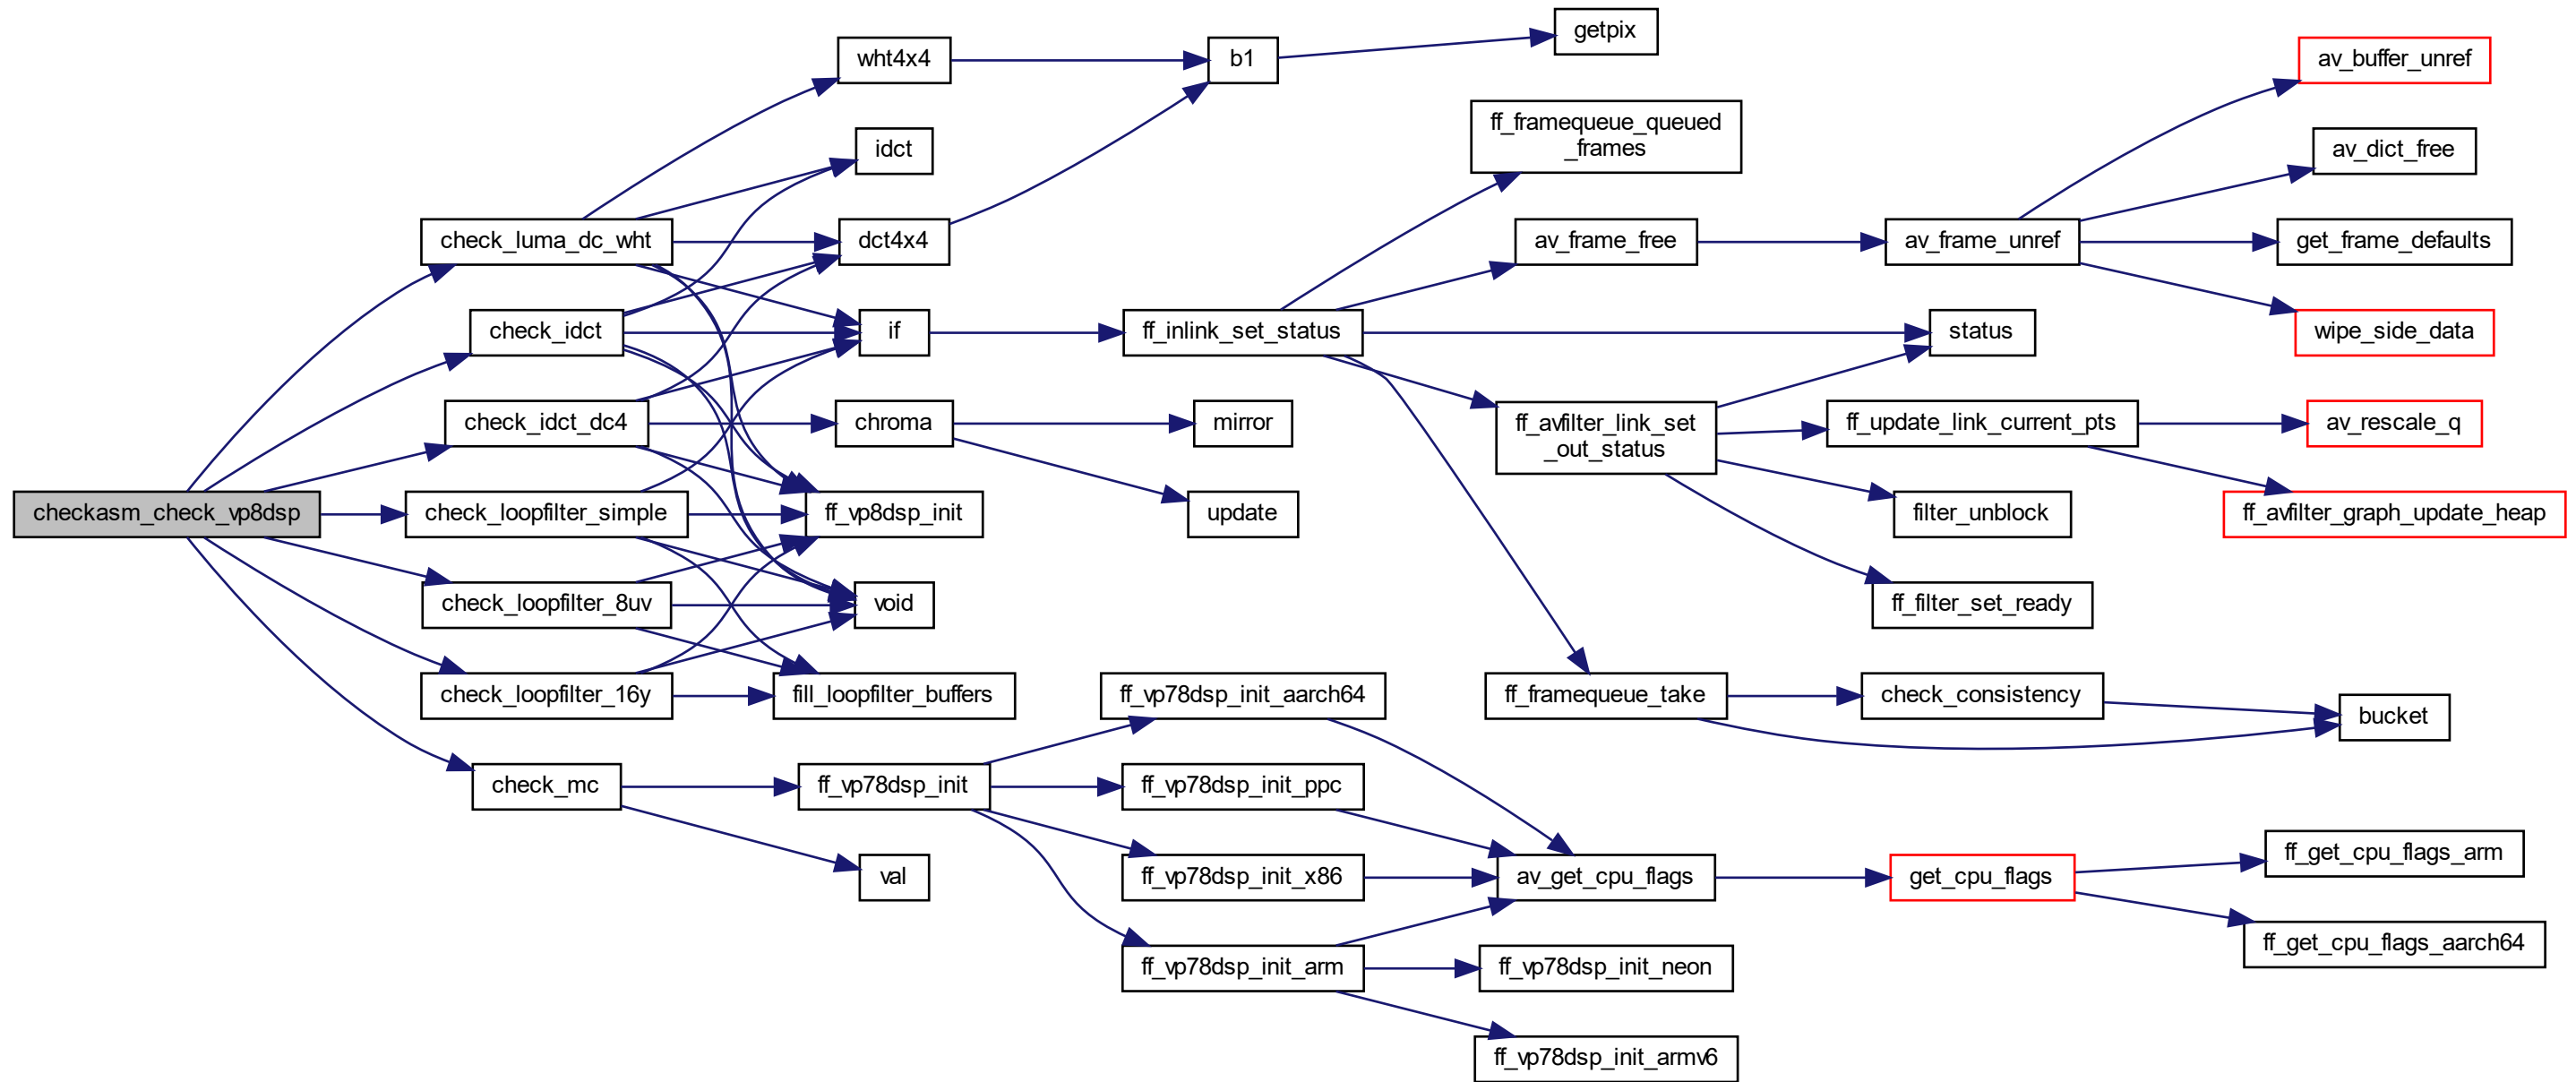 checkasm_check_vp8dsp
check_luma_dc_wht
check_idct
check_idct_dc4
check_loopfilter_simple
check_loopfilter_8uv
check_loopfilter_16y
check_mc
wht4x4
idct
dct4x4
if
chroma
ff_vp8dsp_init
void
fill_loopfilter_buffers
ff_vp78dsp_init
val
b1
ff_inlink_set_status
mirror
update
ff_vp78dsp_init_aarch64
ff_vp78dsp_init_ppc
ff_vp78dsp_init_x86
ff_vp78dsp_init_arm
getpix
ff_framequeue_queued
_frames
av_frame_free
ff_avfilter_link_set
_out_status
ff_framequeue_take
av_get_cpu_flags
ff_vp78dsp_init_neon
ff_vp78dsp_init_armv6
av_frame_unref
status
ff_update_link_current_pts
filter_unblock
ff_filter_set_ready
check_consistency
get_cpu_flags
av_buffer_unref
av_dict_free
get_frame_defaults
wipe_side_data
av_rescale_q
ff_avfilter_graph_update_heap
bucket
ff_get_cpu_flags_arm
ff_get_cpu_flags_aarch64